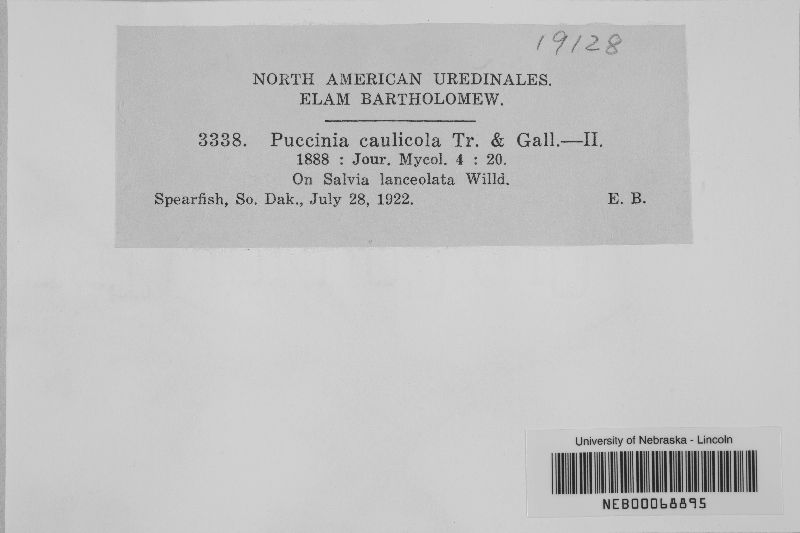 19128
NORTH AMERICAN UREDINALES.
ELAM BARTHOLOMEW.
3338. Puccinia caulicola Tr. & Gall.—II.
1888 : Jour. Mycol. 4 : 20.
On Salvia lanceolata Willd.
Spearfish, So. Dak., July 28, 1922. E. B.
University of Nebraska - Lincoln
NEB00068895